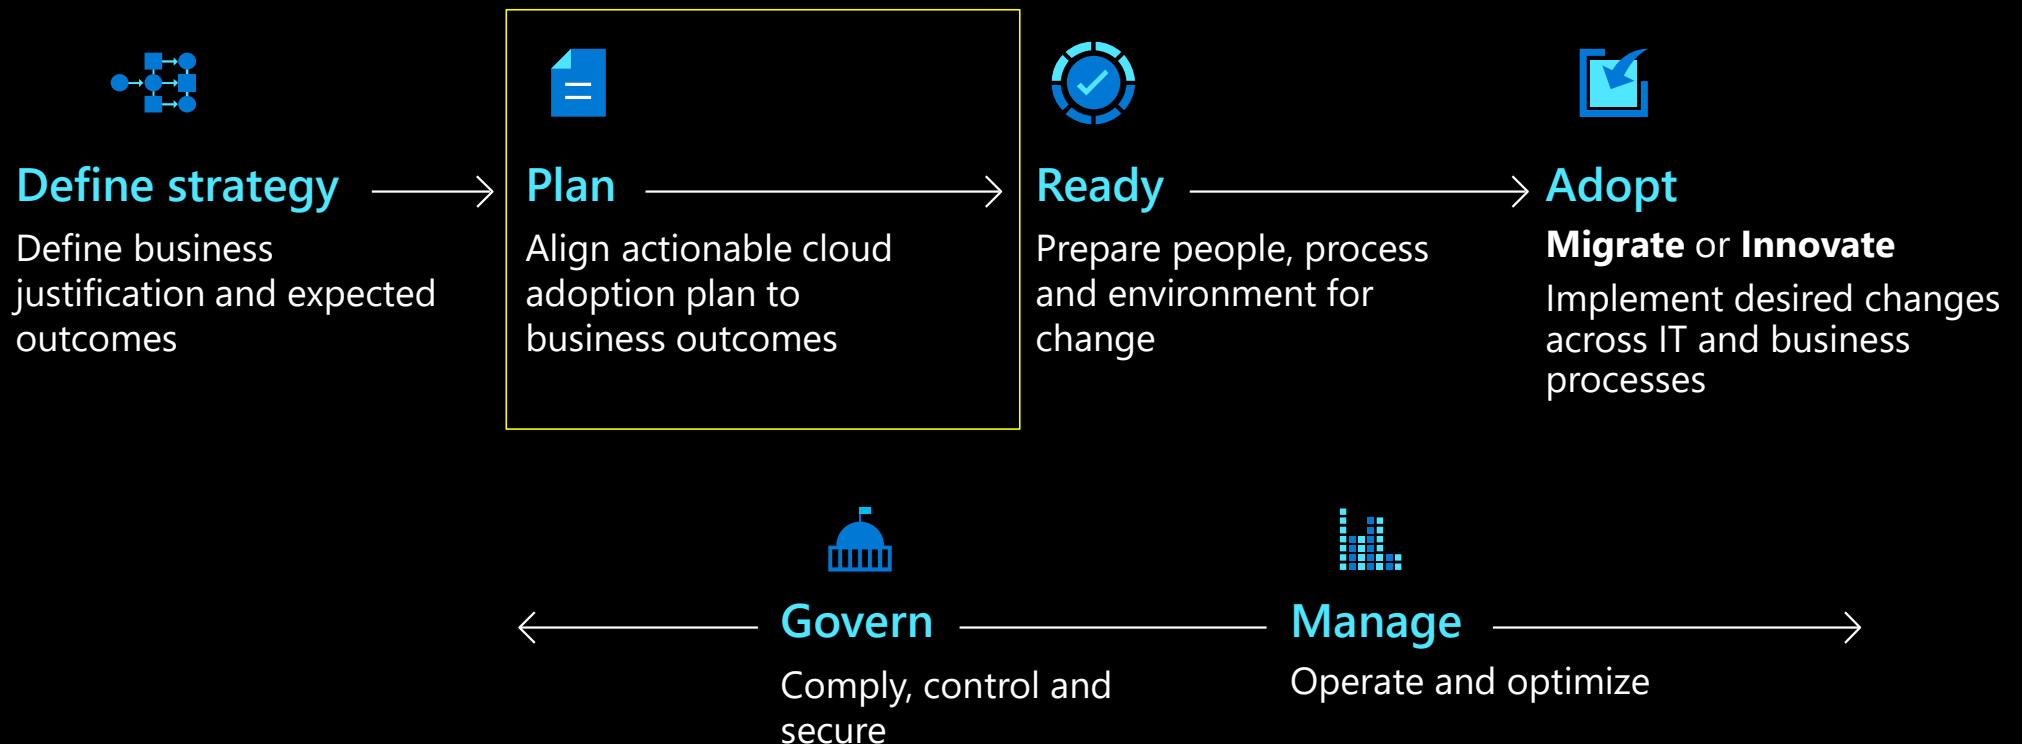 Define strategy
Define business
justification and expected
outcomes
Plan
Align actionable cloud
adoption plan to
business outcomes
Ready
Prepare people, process
and environment for
change
Adopt
Migrate or Innovate
Implement desired changes
across IT and business
processes
Govern
Comply, control and
secure
Manage
Operate and optimize